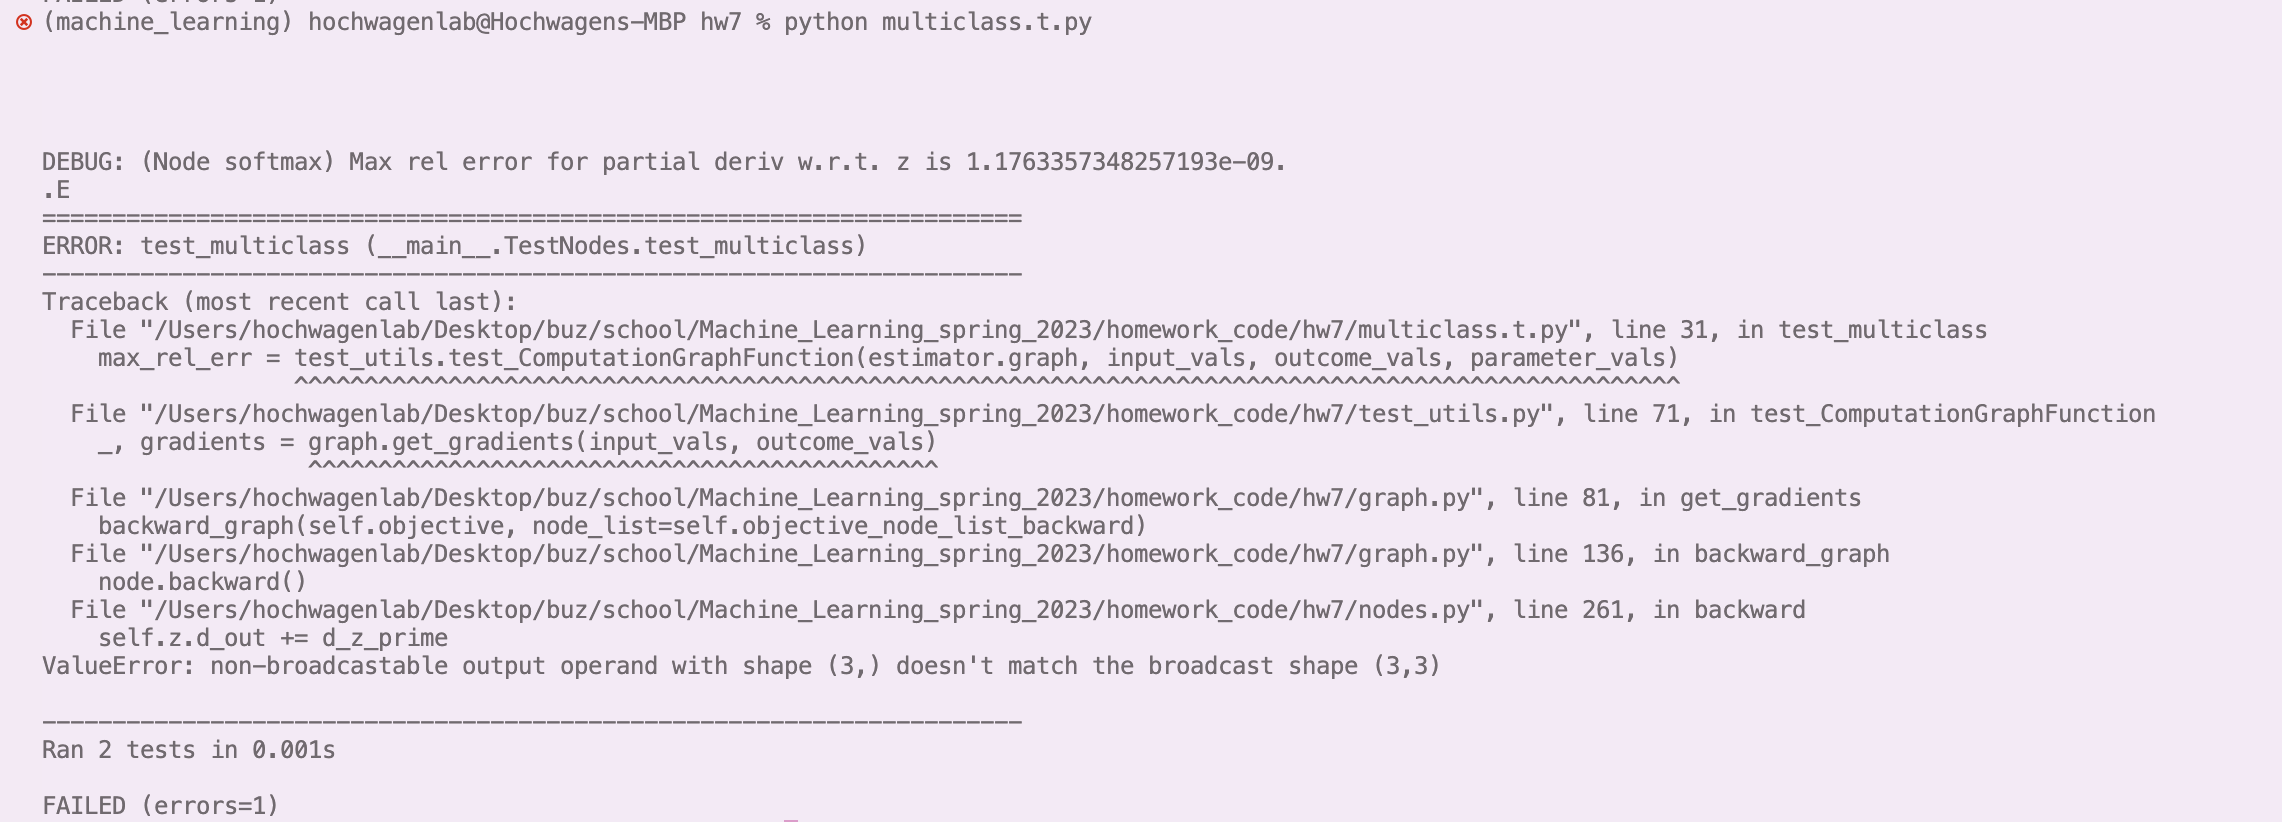 (machine_learning) hochwagenlab@Hochwagens-MBP hw7 % python multiclass.t.py
DEBUG: (Node softmax) Max rel error for partial deriv w.r.t. z is 1.1763357348257193e-09.
.E
======================================================================
ERROR: test_multiclass (__main__.TestNodes.test_multiclass)
----------------------------------------------------------------------
Traceback (most recent call last):
  File "/Users/hochwagenlab/Desktop/buz/school/Machine_Learning_spring_2023/homework_code/hw7/multiclass.t.py", line 31, in test_multiclass
    max_rel_err = test_utils.test_ComputationGraphFunction(estimator.graph, input_vals, outcome_vals, parameter_vals)
                  ^^^^^^^^^^^^^^^^^^^^^^^^^^^^^^^^^^^^^^^^^^^^^^^^^^^^^^^^^^^^^^^^^^^^^^^^^^^^^^^^^^^^^^^^^^^^^^^^^^^
  File "/Users/hochwagenlab/Desktop/buz/school/Machine_Learning_spring_2023/homework_code/hw7/test_utils.py", line 71, in test_ComputationGraphFunction
    _, gradients = graph.get_gradients(input_vals, outcome_vals)
                   ^^^^^^^^^^^^^^^^^^^^^^^^^^^^^^^^^^^^^^^^^^^^^
  File "/Users/hochwagenlab/Desktop/buz/school/Machine_Learning_spring_2023/homework_code/hw7/graph.py", line 81, in get_gradients
    backward_graph(self.objective, node_list=self.objective_node_list_backward)
  File "/Users/hochwagenlab/Desktop/buz/school/Machine_Learning_spring_2023/homework_code/hw7/graph.py", line 136, in backward_graph
    node.backward()
  File "/Users/hochwagenlab/Desktop/buz/school/Machine_Learning_spring_2023/homework_code/hw7/nodes.py", line 261, in backward
    self.z.d_out += d_z_prime
ValueError: non-broadcastable output operand with shape (3,) doesn't match the broadcast shape (3,3)
----------------------------------------------------------------------
Ran 2 tests in 0.001s
FAILED (errors=1)